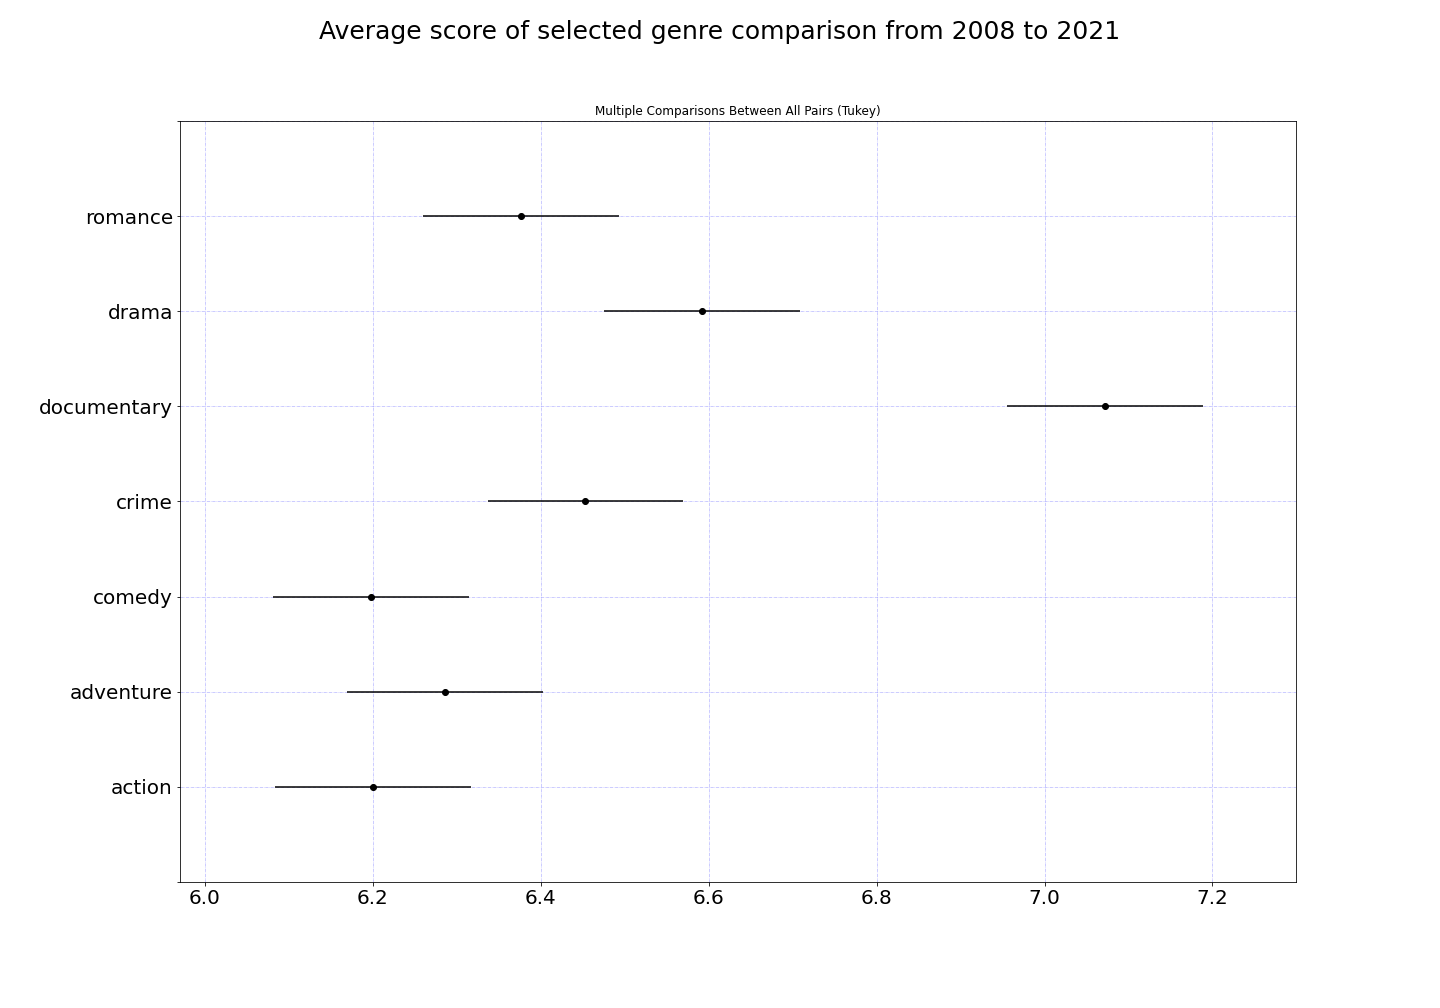 Average score of selected genre comparison from 2008 to 2021
Multiple Comparisons Between All Pairs (Tukey)
romance
drama
documentary
crime
comedy
adventure
action
6.0 6.2 6.4 6.6 6.8 7.0 7.2